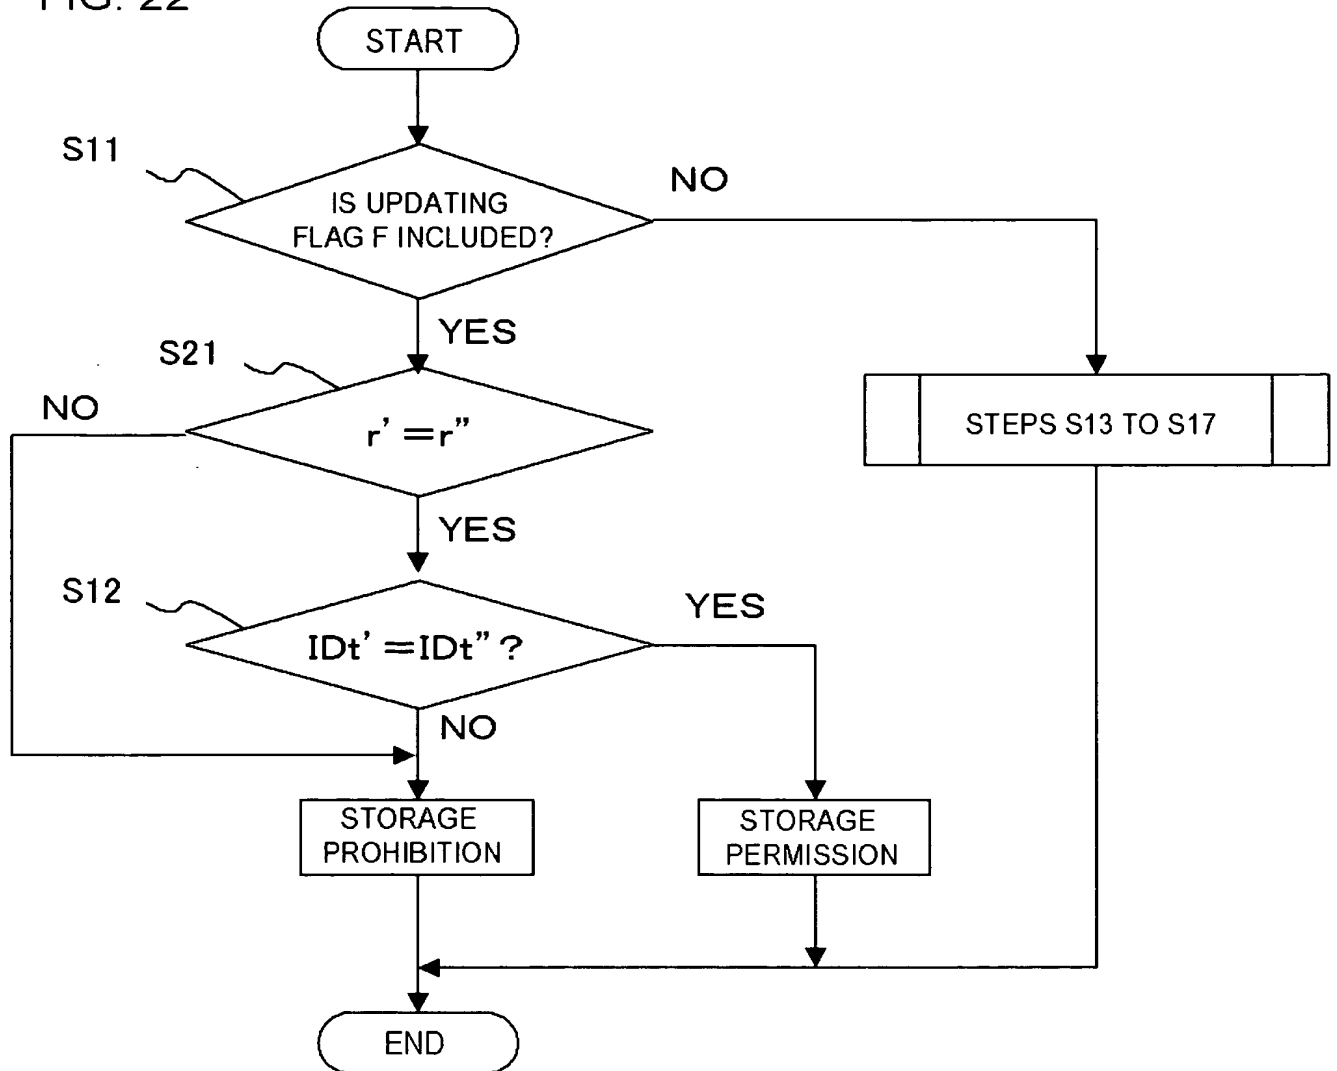 FIG. 22
START
S11
IS UPDATING
FLAG F INCLUDED?
NO
YES
S21
NO
r' =r"
STEPS S13 TO S17
YES
S12
YES
IDt' =IDt" ?
NO
STORAGE
PROHIBITION
STORAGE
PERMISSION
END